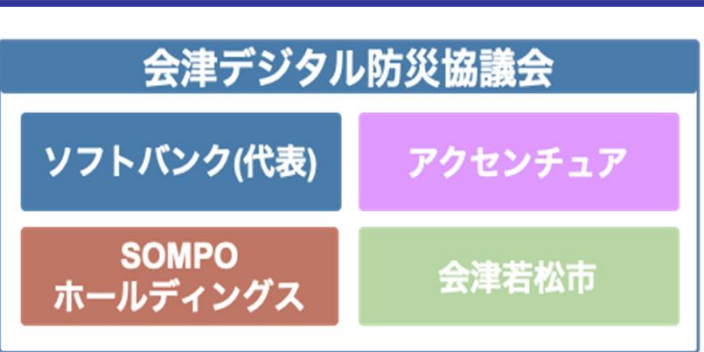 会津デジタル防災協議会
ソフトバンク(代表)
アクセンチュア
SOMPO
ホールディングス
会津若松市